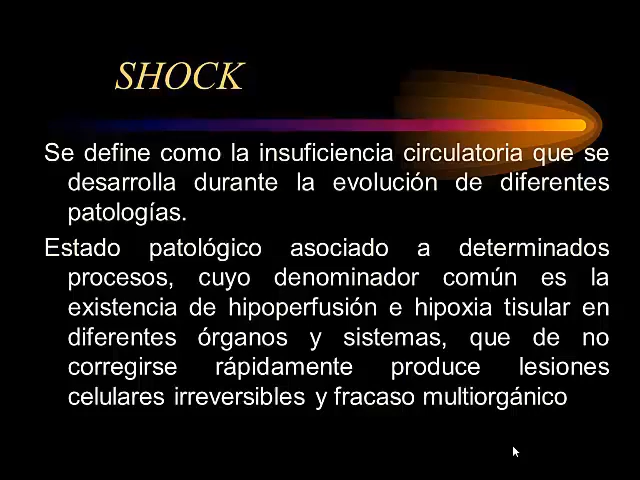 SHOCK
Se define como la insuficiencia circulatoria que se
desarrolla durante la evolución de diferentes
patologías.
Estado patológico asociado a determinados
procesos, cuyo denominador común es la
existencia de hipoperfusión e hipoxia tisular en
diferentes órganos y sistemas, que de no
corregirse rápidamente produce lesiones
celulares irreversibles y fracaso multiorgánico